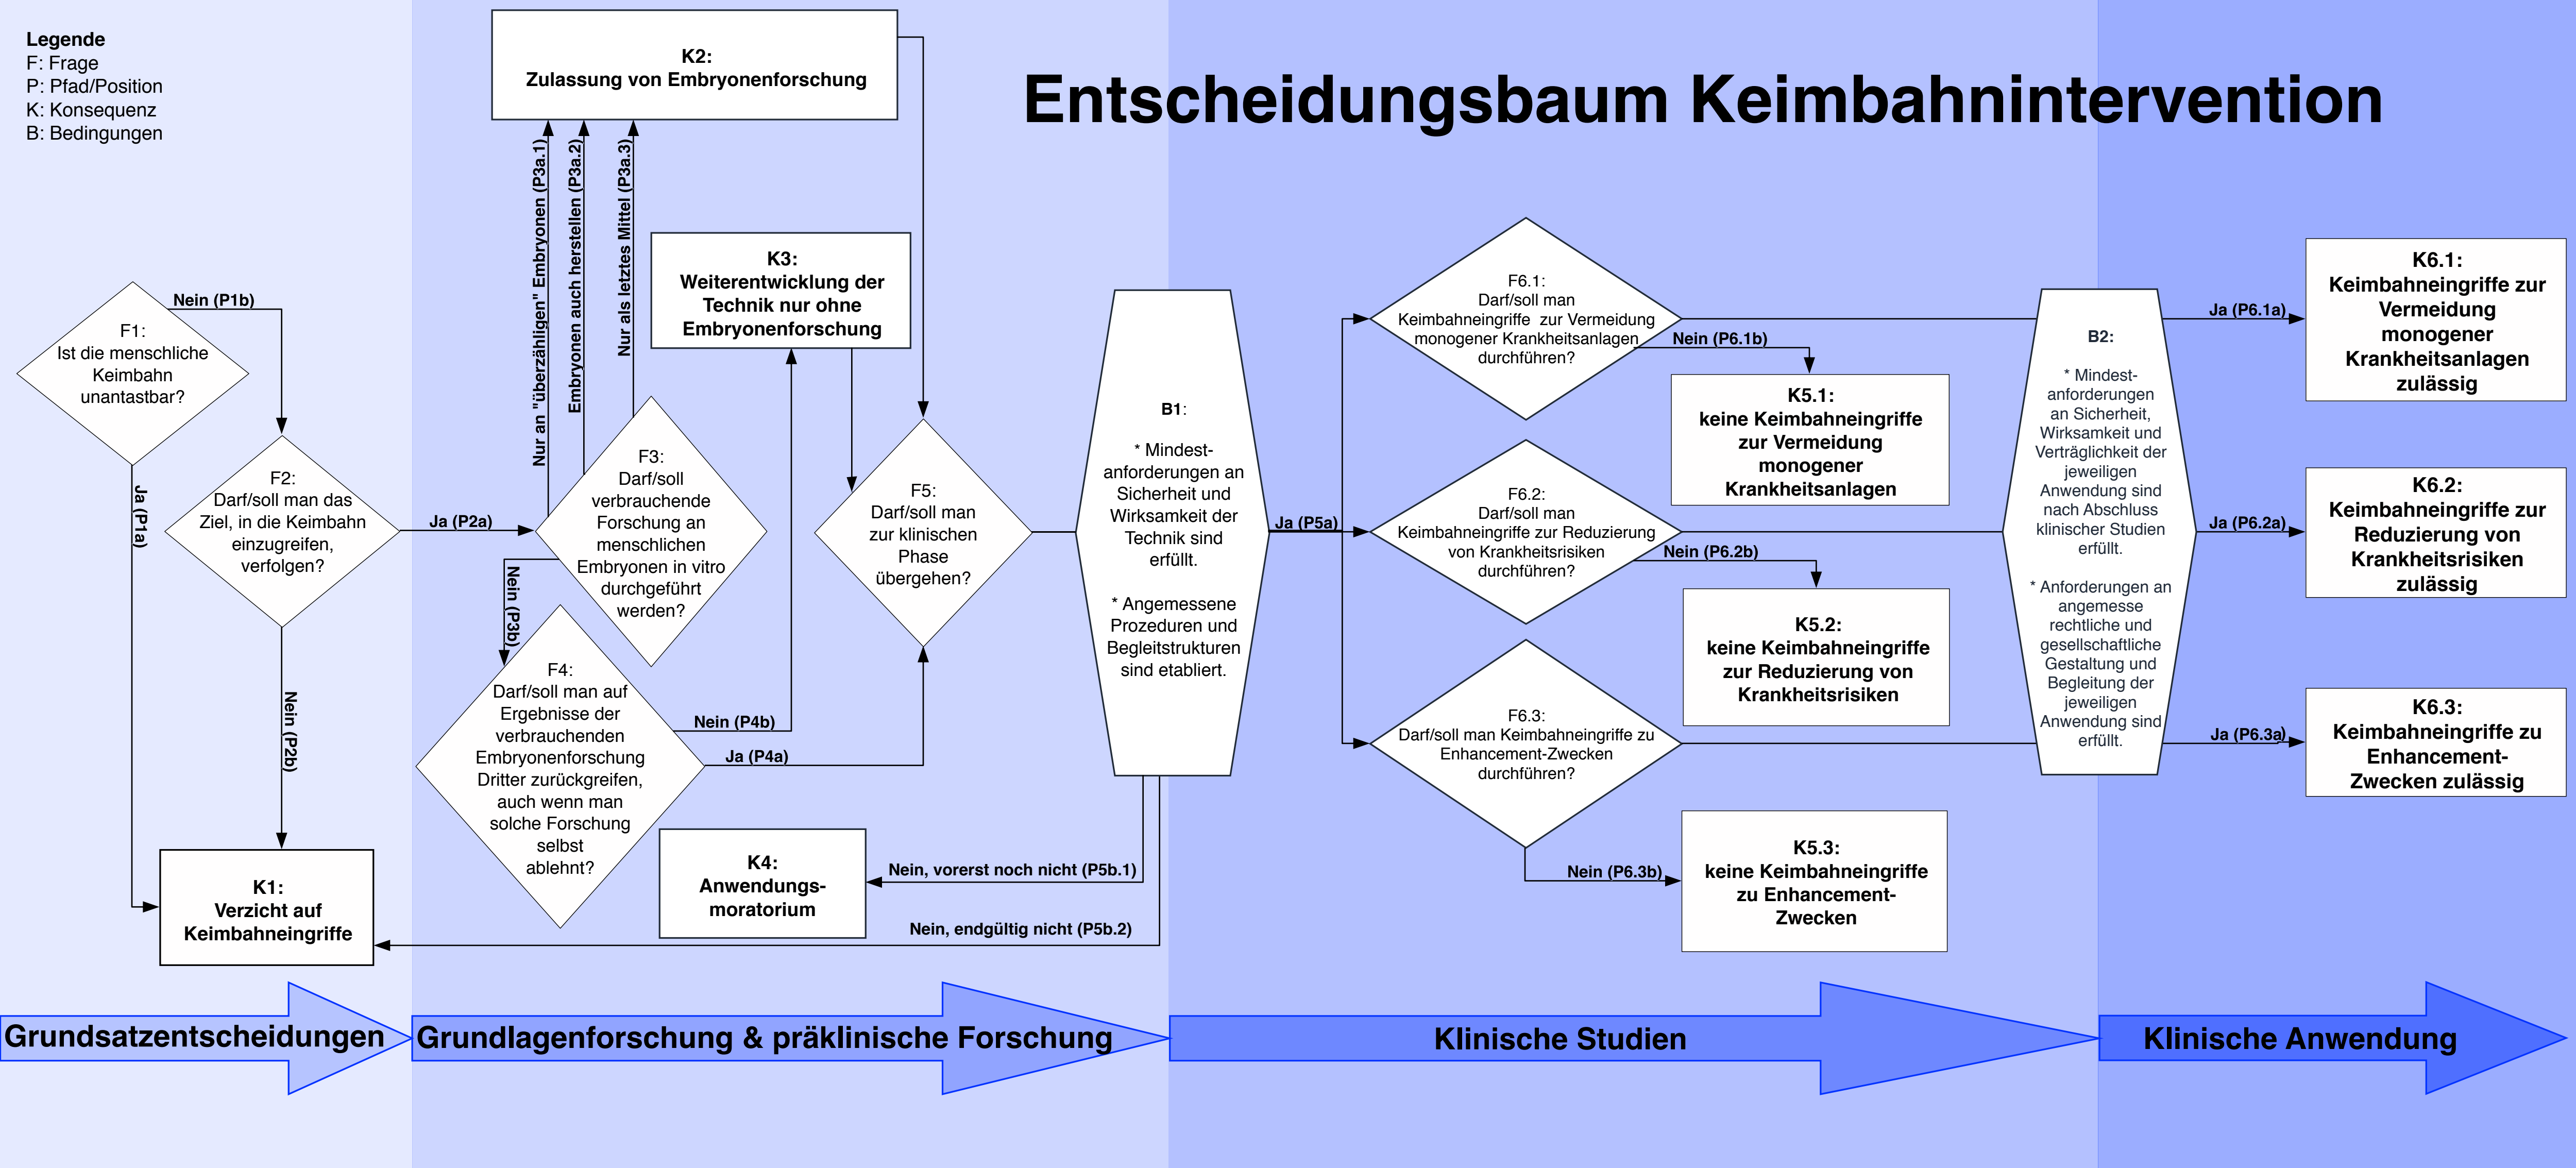 Entscheidungsbaum Keimbahnintervention
Legende
F: Frage
P: Pfad/Position
K: Konsequenz
B: Bedingungen
F1:
Ist die menschliche
Keimbahn
unantastbar?
Nein (P1b)
Ja (P1a)
F2:
Darf/soll man das
Ziel, in die Keimbahn
einzugreifen,
verfolgen?
Ja (P2a)
Nein (P2b)
K1:
Verzicht auf
Keimbahneingriffe
K2:
Zulassung von Embryonenforschung
Nur an "überzähligen" Embryonen (P3a.1)
Embryonen auch herstellen (P3a.2)
Nur als letztes Mittel (P3a.3)
K3:
Weiterentwicklung der
Technik nur ohne
Embryonenforschung
F3:
Darf/soll
verbrauchende
Forschung an
menschlichen
Embryonen in vitro
durchgeführt
werden?
Nein (P3b)
F4:
Darf/soll man auf
Ergebnisse der
verbrauchenden
Embryonenforschung
Dritter zurückgreifen,
auch wenn man
solche Forschung
selbst
ablehnt?
Nein (P4b)
Ja (P4a)
F5:
Darf/soll man
zur klinischen
Phase
übergehen?
K4:
Anwendungs-
moratorium
Nein, vorerst noch nicht (P5b.1)
Nein, endgültig nicht (P5b.2)
B1:
* Mindest-
anforderungen an
Sicherheit und
Wirksamkeit der
Technik sind
erfüllt.
* Angemessene
Prozeduren und
Begleitstrukturen
sind etabliert.
Ja (P5a)
F6.1:
Darf/soll man
Keimbahneingriffe zur Vermeidung
monogener Krankheitsanlagen
durchführen?
Nein (P6.1b)
K5.1:
keine Keimbahneingriffe
zur Vermeidung
monogener
Krankheitsanlagen
F6.2:
Darf/soll man
Keimbahneingriffe zur Reduzierung
von Krankheitsrisiken
durchführen?
Nein (P6.2b)
K5.2:
keine Keimbahneingriffe
zur Reduzierung von
Krankheitsrisiken
F6.3:
Darf/soll man Keimbahneingriffe zu
Enhancement-Zwecken
durchführen?
Nein (P6.3b)
K5.3:
keine Keimbahneingriffe
zu Enhancement-
Zwecken
B2:
* Mindest-
anforderungen
an Sicherheit,
Wirksamkeit und
Verträglichkeit der
jeweiligen
Anwendung sind
nach Abschluss
klinischer Studien
erfüllt.
* Anforderungen an
angemesse
rechtliche und
gesellschaftliche
Gestaltung und
Begleitung der
jeweiligen
Anwendung sind
erfüllt.
Ja (P6.1a)
K6.1:
Keimbahneingriffe zur
Vermeidung
monogener
Krankheitsanlagen
zulässig
Ja (P6.2a)
K6.2:
Keimbahneingriffe zur
Reduzierung von
Krankheitsrisiken
zulässig
Ja (P6.3a)
K6.3:
Keimbahneingriffe zu
Enhancement-
Zwecken zulässig
Grundsatzentscheidungen
Grundlagenforschung & präklinische Forschung
Klinische Studien
Klinische Anwendung